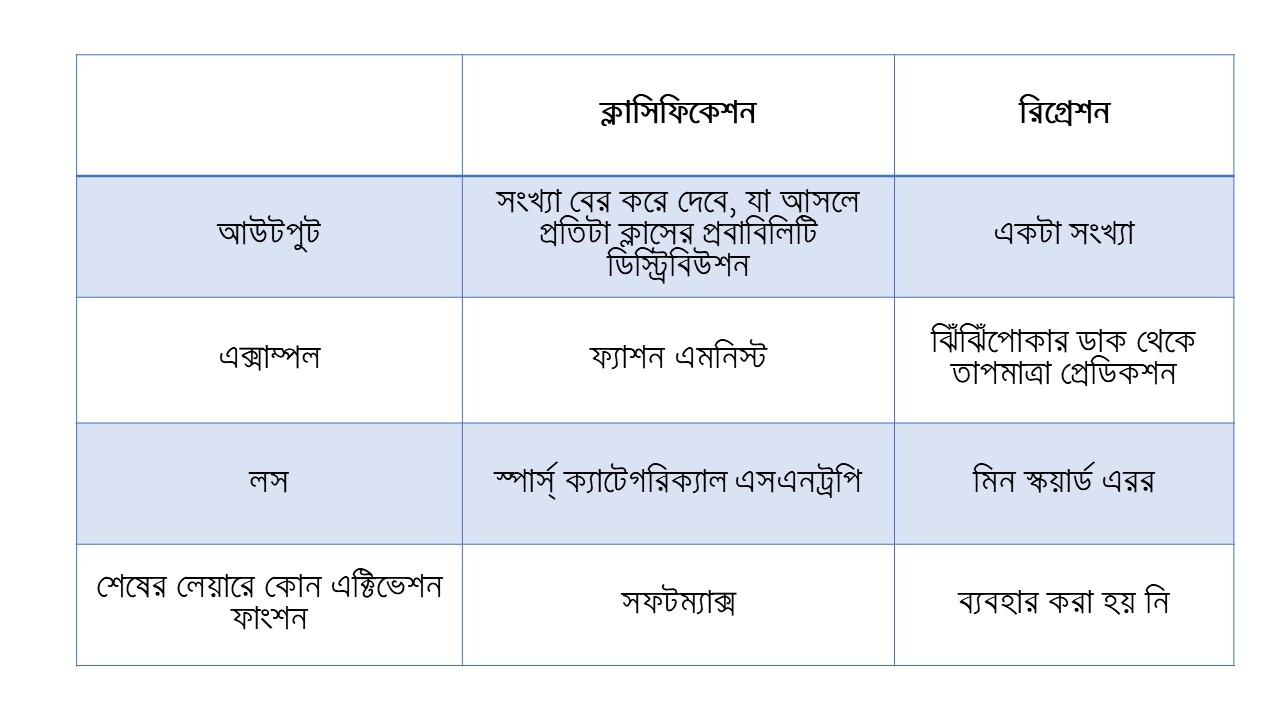 ক্লাসিফিকেশন
রিগ্রেশন
আউটপুট
সংখ্যা বের করে দেবে, যা আসলে
প্রতিটা ক্লাসের প্রবাবিলিটি
ডিস্ট্রিবিউশন
একটা সংখ্যা
এক্সাম্পল
ফ্যাশন এমনিস্ট
ঝিঁঝিঁপোকার ডাক থেকে
তাপমাত্রা প্রেডিকশন
লস
স্পার্স্ ক্যাটেগরিক্যাল এসএনট্রপি
মিন স্কয়ার্ড এরর
শেষের লেয়ারে কোন এক্টিভেশন
ফাংশন
সফটম্যাক্স
ব্যবহার করা হয় নি